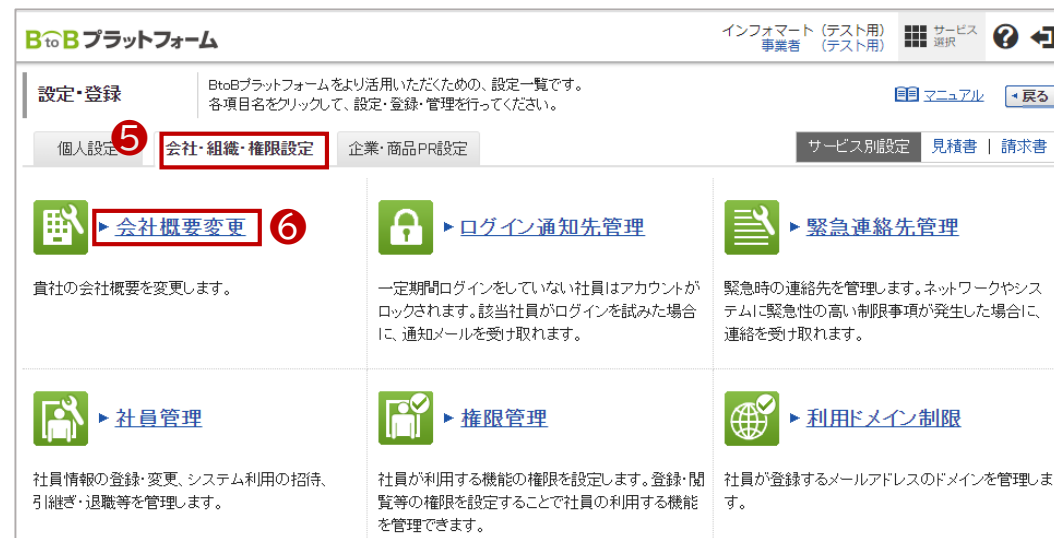 BtoBプラットフォーム
インフォマート (テスト用)
事業者 (テスト用)
サービス
選択
?
設定・登録
BtoBプラットフォームをより活用いただくための、設定一覧です。
各項目名をクリックして、設定・登録・管理を行ってください。
マニュアル
戻る
個人設定
5
会社・組織・権限設定
企業・商品PR設定
サービス別設定
見積書 | 請求書
会社概要変更
6
ログイン通知先管理
緊急連絡先管理
貴社の会社概要を変更します。
一定期間ログインをしていない社員はアカウントが
ロックされます。該当社員がログインを試みた場合
に、通知メールを受け取れます。
緊急時の連絡先を管理します。ネットワークやシス
テムに緊急性の高い制限事項が発生した場合に、
連絡を受け取れます。
社員管理
権限管理
利用ドメイン制限
社員情報の登録・変更、システム利用の招待、
引継ぎ・退職等を管理します。
社員が利用する機能の権限を設定します。登録・閲
覧等の権限を設定することで社員の利用する機能
を管理できます。
社員が登録するメールアドレスのドメインを管理しま
す。